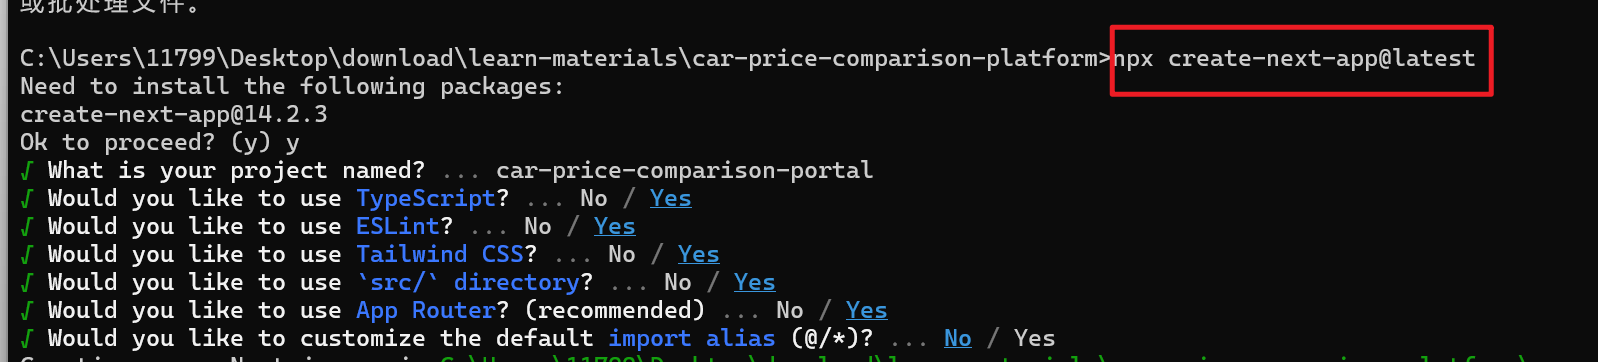 或批处理文件。
C:\Users\11799\Desktop\download\learn-materials\car-price-comparison-platform>npx create-next-app@latest
Need to install the following packages:
create-next-app@14.2.3
Ok to proceed? (y) y
√ What is your project named? ... car-price-comparison-portal
√ Would you like to use TypeScript? ... No / Yes
√ Would you like to use ESLint? ... No / Yes
√ Would you like to use Tailwind CSS? ... No / Yes
√ Would you like to use `src/` directory? ... No / Yes
√ Would you like to use App Router? (recommended) ... No / Yes
√ Would you like to customize the default import alias (@/*)? ... No / Yes